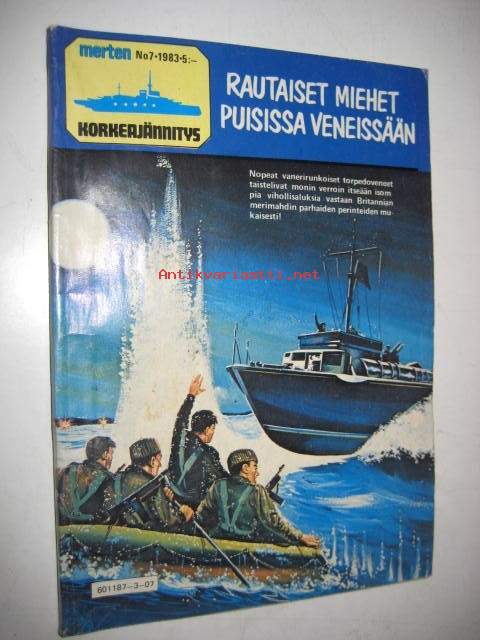 merten No 7 • 1983 • 5:-
KORKEAJÄNNITYS
RAUTAISET MIEHET
PUISISSA VENEISSÄÄN
Nopeat vanerirunkoiset torpedoveneet
taistelivat monin verroin itseään isom
pia vihollisaluksia vastaan Britannian
merimahdin parhaiden perinteiden mu-
kaisesti!
Antikvariaatti.net
601187-3-07